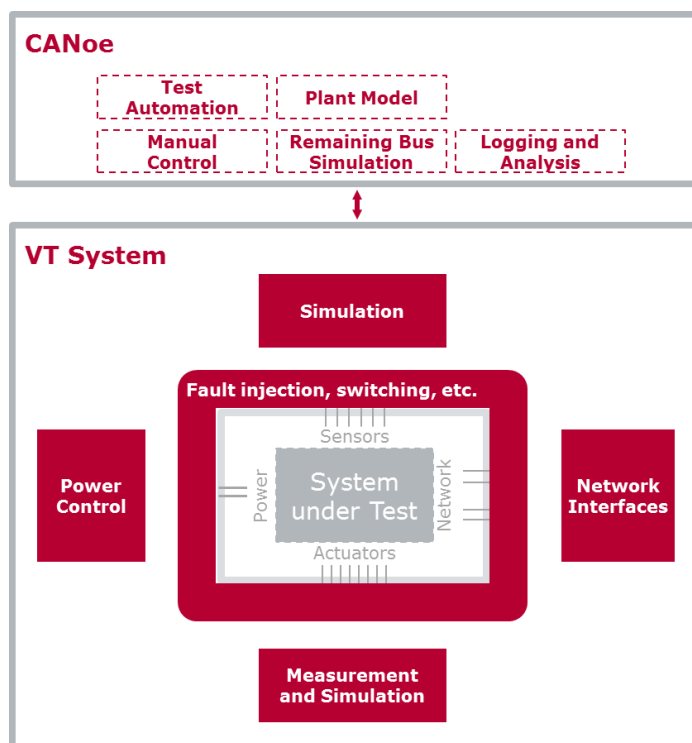 CANoe
Test
Automation
Plant Model
Manual
Control
Remaining Bus
Simulation
Logging and
Analysis
VT System
Simulation
Fault injection, switching, etc.
Sensors
Power
Control
Power
System
under Test
Network
Network
Interfaces
Actuators
Measurement
and Simulation